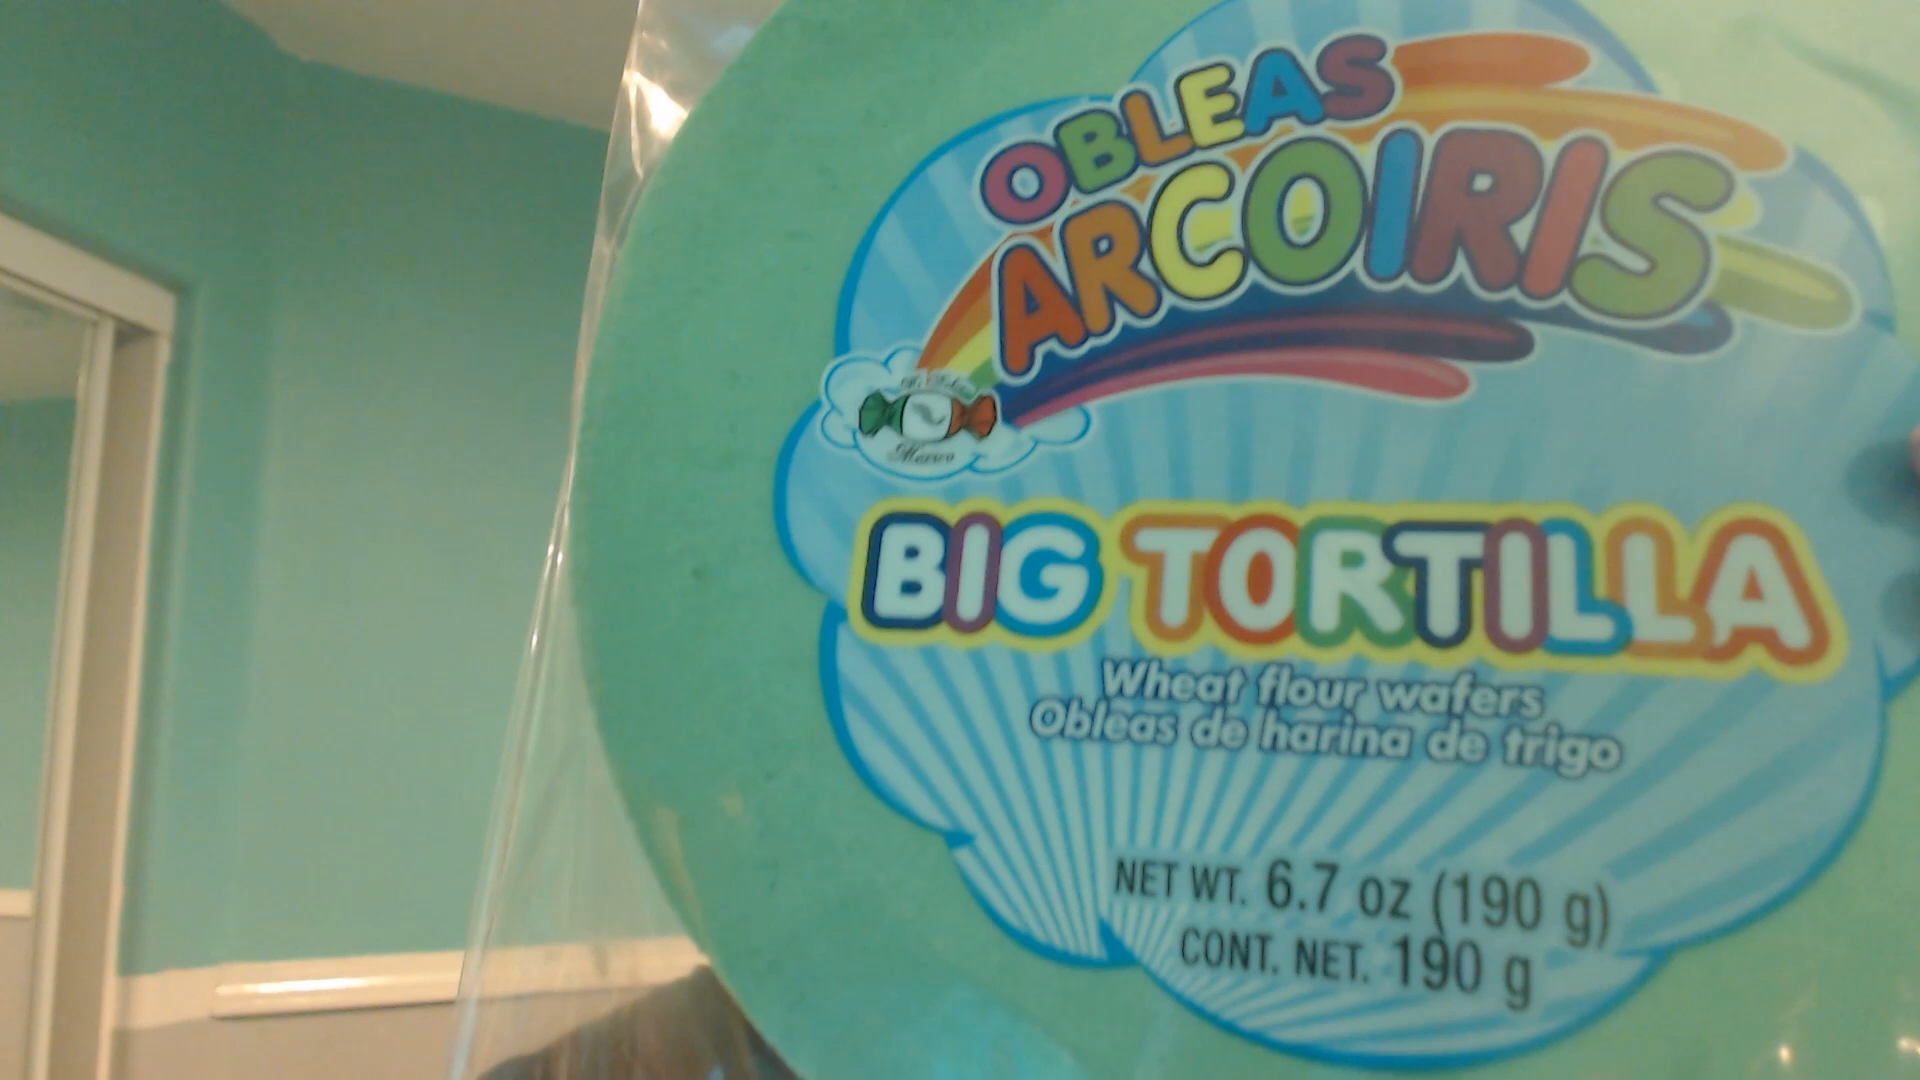 OBLEAS
ARCOIRIS
Mexico
BIG TORTILLA
Wheat flour wafers
Obleas de harina de trigo
NET WT. 6.7 oz (190 g)
CONT. NET. 190 g